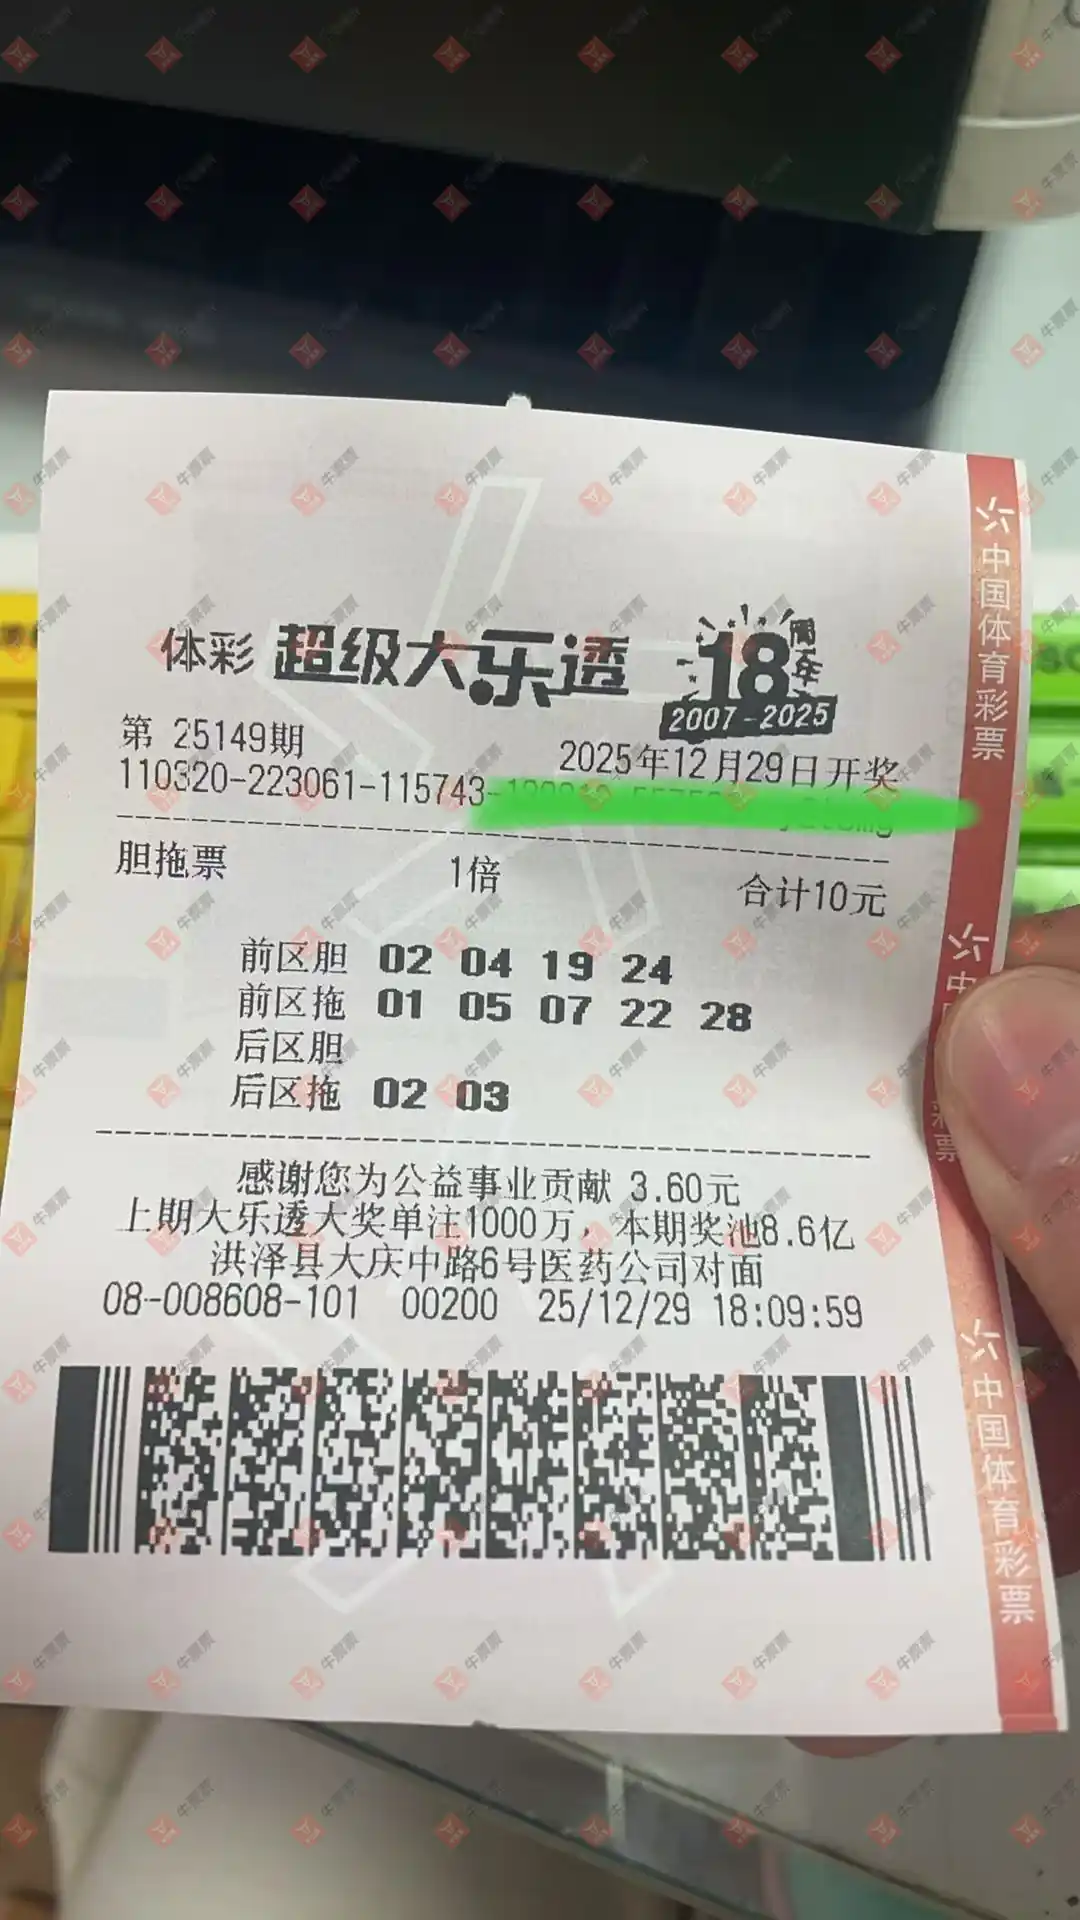 体彩 超级大乐透 18周年 2007-2025
第 25149期 2025年12月29日开奖
110320-223061-115743-
胆拖票 1倍 合计10元
前区胆 02 04 19 24
前区拖 01 05 07 22 28
后区胆
后区拖 02 03
感谢您为公益事业贡献 3.60元
上期大乐透大奖单注1000万，本期奖池8.6亿
洪泽县大庆中路6号医药公司对面
08-008608-101 00200 25/12/29 18:09:59
中国体育彩票
中国体育彩票
牛票票